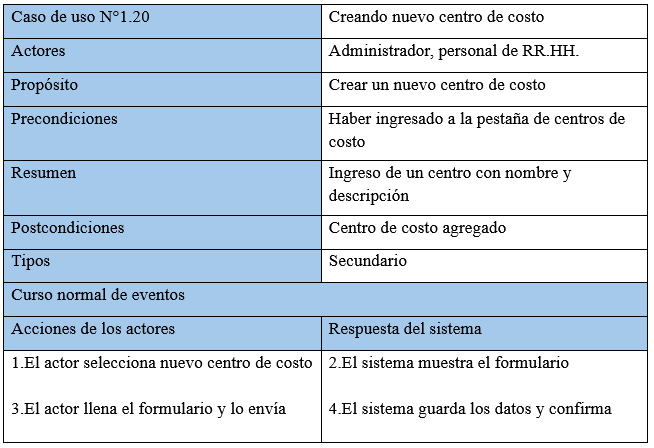 Caso de uso N°1.20 Creando nuevo centro de costo
Actores Administrador, personal de RR.HH.
Propósito Crear un nuevo centro de costo
Precondiciones Haber ingresado a la pestaña de centros de
costo
Resumen Ingreso de un centro con nombre y
descripción
Postcondiciones Centro de costo agregado
Tipos Secundario
Curso normal de eventos
Acciones de los actores Respuesta del sistema
1.El actor selecciona nuevo centro de costo 2.El sistema muestra el formulario
3.El actor llena el formulario y lo envía 4.El sistema guarda los datos y confirma